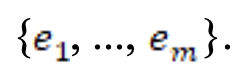 {e₁, ..., eₘ}.